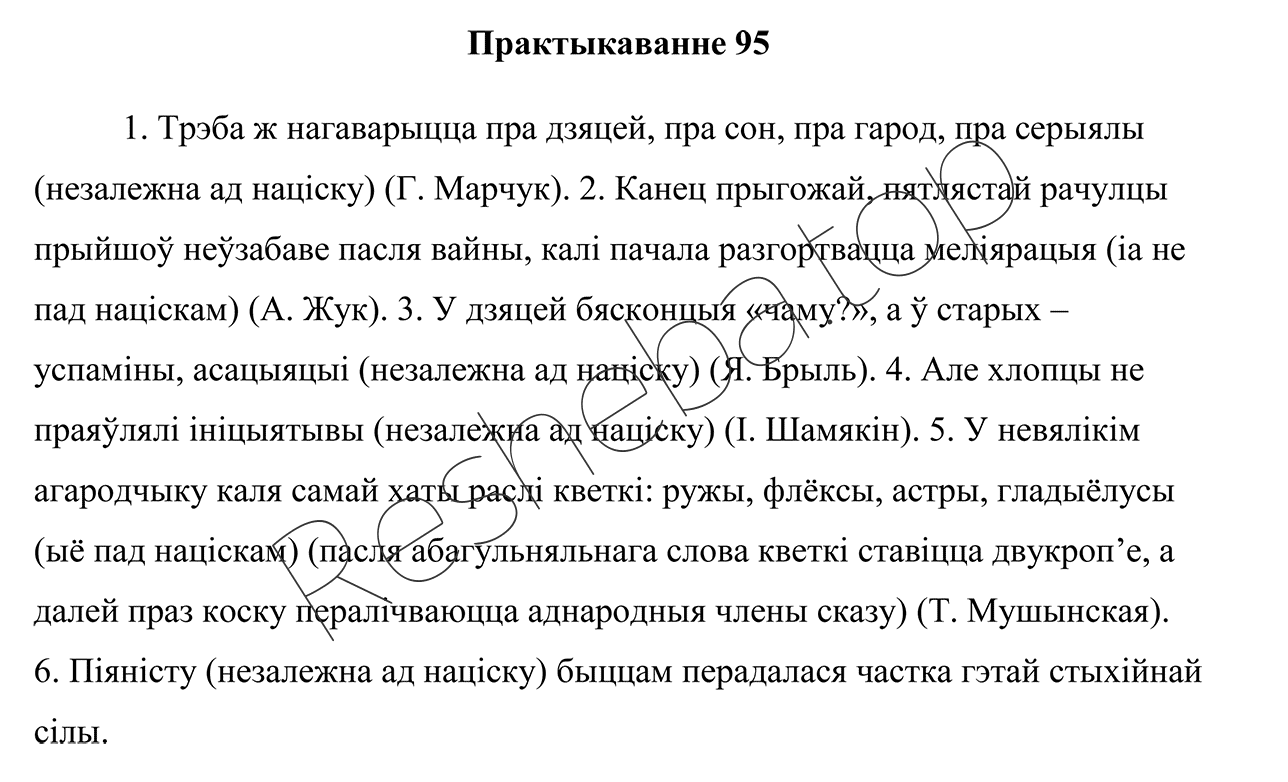 Практыкаванне 95
1. Трэба ж нагаварыцца пра дзяцей, пра сон, пра гарод, пра серыялы
(незалежна ад націску) (Г. Марчук). 2. Канец прыгожай, пятлястай рачулцы
прыйшоў неўзабаве пасля вайны, калі пачала разгортвацца меліярацыя (іа не
пад націскам) (А. Жук). 3. У дзяцей бясконцыя «чаму?», а ў старых –
успаміны, асацыяцыі (незалежна ад націску) (Я. Брыль). 4. Але хлопцы не
праяўлялі ініцыятывы (незалежна ад націску) (І. Шамякін). 5. У невялікім
агародчыку каля самай хаты раслі кветкі: ружы, флёксы, астры, гладыёлусы
(ыё пад націскам) (пасля абагульняльнага слова кветкі ставіцца двукроп’е, а
далей праз коску пералічваюцца аднародныя члены сказу) (Т. Мушынская).
6. Піяністу (незалежна ад націску) быццам перадалася частка гэтай стыхійнай
сілы.
Resheba.top